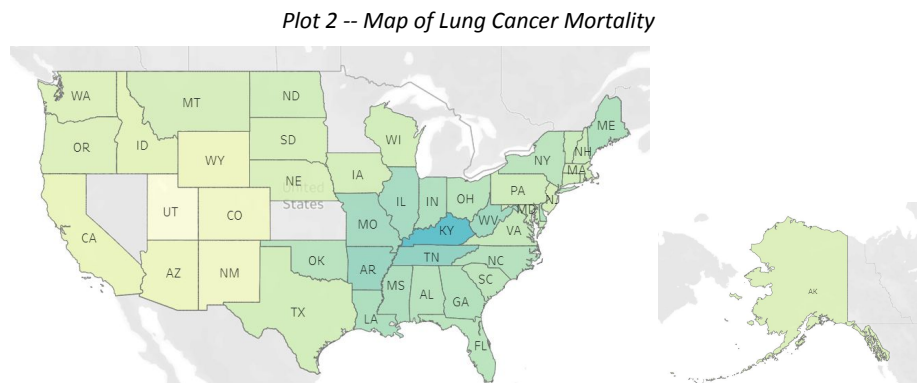 Plot 2 -- Map of Lung Cancer Mortality
WA
MT
ND
ME
OR
ID
SD
WI
NH
WY
NY
MA
NE
IA
PA
NJ
United
States
UT
CO
IL
IN
OH
MD
CA
MO
WV
VA
KY
AZ
NM
OK
AR
TN
NC
SC
MS
AL
GA
TX
LA
FL
AK